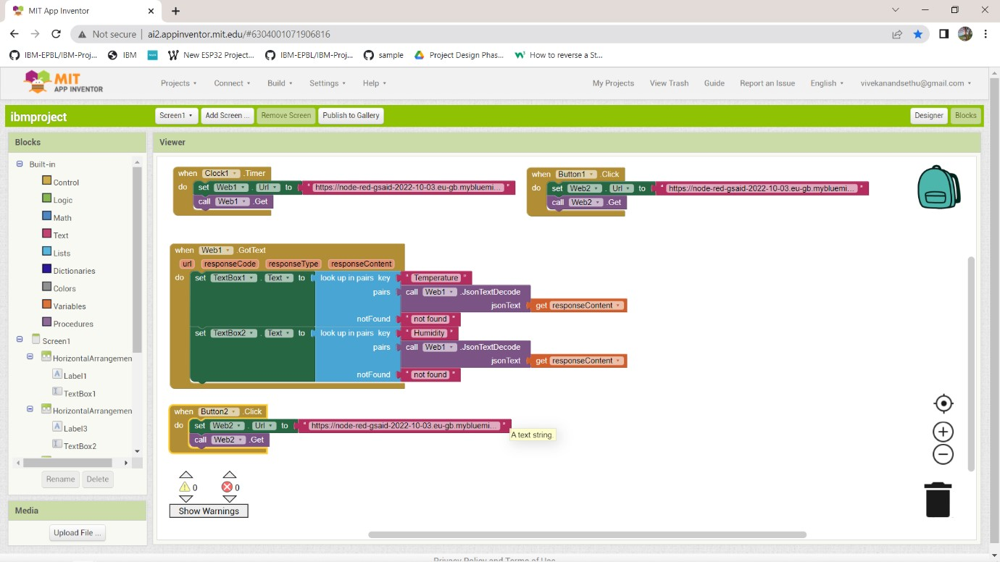 MIT App Inventor
Not secure
ai2.appinventor.mit.edu/#6304001071906816
IBM-EPBL/IBM-Proj...
IBM
New ESP32 Project...
IBM-EPBL/IBM-Proj...
sample
Project Design Phas...
How to reverse a St...
MIT
APP INVENTOR
Projects
Connect
Build
Settings
Help
My Projects
View Trash
Guide
Report an Issue
English
vivekanandsethu@gmail.com
ibmproject
Screen1
Add Screen ...
Remove Screen
Publish to Gallery
Designer
Blocks
Blocks
Built-in
Control
Logic
Math
Text
Lists
Dictionaries
Colors
Variables
Procedures
Screen1
HorizontalArrangemen
Label1
TextBox1
HorizontalArrangemen
Label3
TextBox2
Rename
Delete
Media
Upload File ...
Viewer
when Clock1 .Timer
do set Web1 . Url to " https://node-red-gsaid-2022-10-03.eu-gb.mybluemi... "
call Web1 .Get
when Button1 .Click
do set Web2 . Url to " https://node-red-gsaid-2022-10-03.eu-gb.mybluemi... "
call Web2 .Get
when Web1 .GotText
url responseCode responseType responseContent
do set TextBox1 . Text to look up in pairs key " Temperature "
pairs call Web1 .JsonTextDecode
jsonText get responseContent
notFound " not found "
set TextBox2 . Text to look up in pairs key " Humidity "
pairs call Web1 .JsonTextDecode
jsonText get responseContent
notFound " not found "
when Button2 .Click
do set Web2 . Url to " https://node-red-gsaid-2022-10-03.eu-gb.mybluemi... "
call Web2 .Get
A text string
0
0
Show Warnings
Privacy Policy and Terms of Use